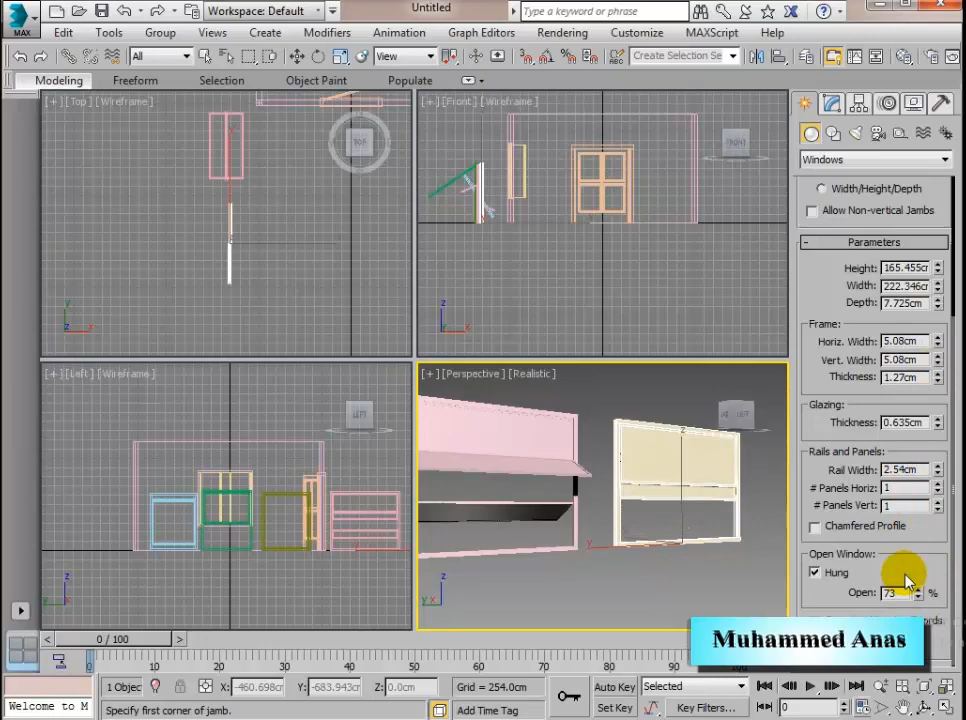 Workspace: Default
Untitled
Type a keyword or phrase
MAX
Edit Tools Group Views Create Modifiers Animation Graph Editors Rendering Customize MAXScript Help
All
View
Create Selection Se
Modeling Freeform Selection Object Paint Populate
[+][Top][Wireframe]
TOP
[+][Front][Wireframe]
FRONT
Windows
Width/Height/Depth
Allow Non-vertical Jambs
- Parameters
Height: 165.455cr
Width: 222.346cr
Depth: 7.725cm
Frame:
Horiz. Width: 5.08cm
Vert. Width: 5.08cm
Thickness: 1.27cm
[+][Left][Wireframe]
LEFT
[+][Perspective][Realistic]
LEFT
Glazing:
Thickness: 0.635cm
Rails and Panels:
Rail Width: 2.54cm
# Panels Horiz: 1
# Panels Vert: 1
Chamfered Profile
Open Window:
Hung
Open: 73 %
Muhammed Anas
0 / 100
0 10 20 30 40 50 60 70 80 90
1 Objec
X: -460.698cr
Y: -683.943cr
Z: 0.0cm
Grid = 254.0cm
Auto Key
Selected
Welcome to M
Specify first corner of jamb.
Add Time Tag
Set Key
Key Filters...
0